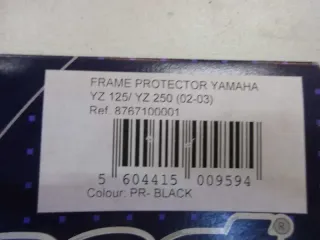 FRAME PROTECTOR YAMAHA
YZ 125/ YZ 250 (02-03)
Ref. 8767100001
5 604415 009594
Colour: PR- BLACK
®